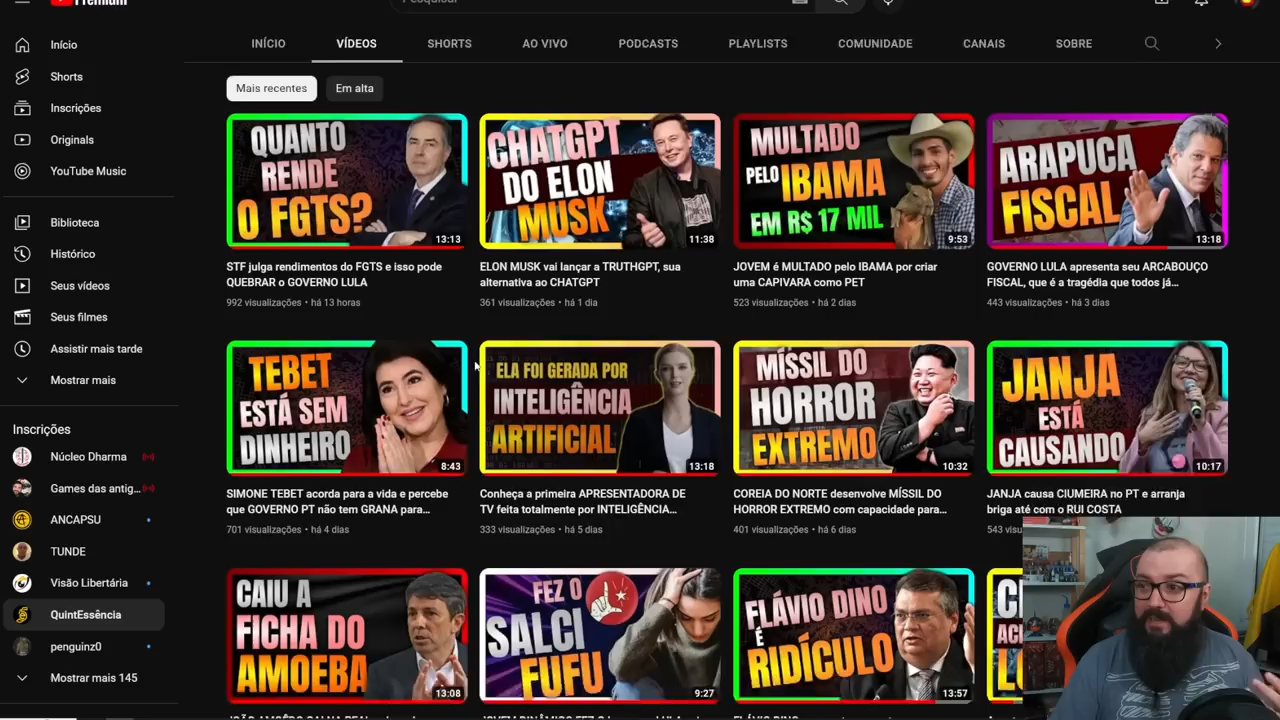 Premium
Pesquisar
INÍCIO
VÍDEOS
SHORTS
AO VIVO
PODCASTS
PLAYLISTS
COMUNIDADE
CANAIS
SOBRE
Início
Shorts
Inscrições
Originals
YouTube Music
Biblioteca
Histórico
Seus vídeos
Seus filmes
Assistir mais tarde
Mostrar mais
Inscrições
Núcleo Dharma
Games das antig...
ANCAPSU
TUNDE
Visão Libertária
QuintEssência
penguinz0
Mostrar mais 145
Mais recentes
Em alta
QUANTO
RENDE
O FGTS?
13:13
STF julga rendimentos do FGTS e isso pode
QUEBRAR o GOVERNO LULA
992 visualizações • há 13 horas
CHATGPT
DO ELON
MUSK
11:38
ELON MUSK vai lançar a TRUTHGPT, sua
alternativa ao CHATGPT
361 visualizações • há 1 dia
MULTADO
PELO IBAMA
EM R$ 17 MIL
9:53
JOVEM é MULTADO pelo IBAMA por criar
uma CAPIVARA como PET
523 visualizações • há 2 dias
ARAPUCA
FISCAL
13:18
GOVERNO LULA apresenta seu ARCABOUÇO
FISCAL, que é a tragédia que todos já...
443 visualizações • há 3 dias
TEBET
ESTÁ SEM
DINHEIRO
8:43
SIMONE TEBET acorda para a vida e percebe
que GOVERNO PT não tem GRANA para...
701 visualizações • há 4 dias
ELA FOI GERADA POR
INTELIGÊNCIA
ARTIFICIAL
13:18
Conheça a primeira APRESENTADORA DE
TV feita totalmente por INTELIGÊNCIA...
333 visualizações • há 5 dias
MÍSSIL DO
HORROR
EXTREMO
10:32
COREIA DO NORTE desenvolve MÍSSIL DO
HORROR EXTREMO com capacidade para...
401 visualizações • há 6 dias
JANJA
ESTÁ
CAUSANDO
10:17
JANJA causa CIUMEIRA no PT e arranja
briga até com o RUI COSTA
543
CAIU A
FICHA DO
AMOEBA
13:08
FEZ O
SALCI
FUFU
9:27
FLÁVIO DINO
É
RIDÍCULO
13:57